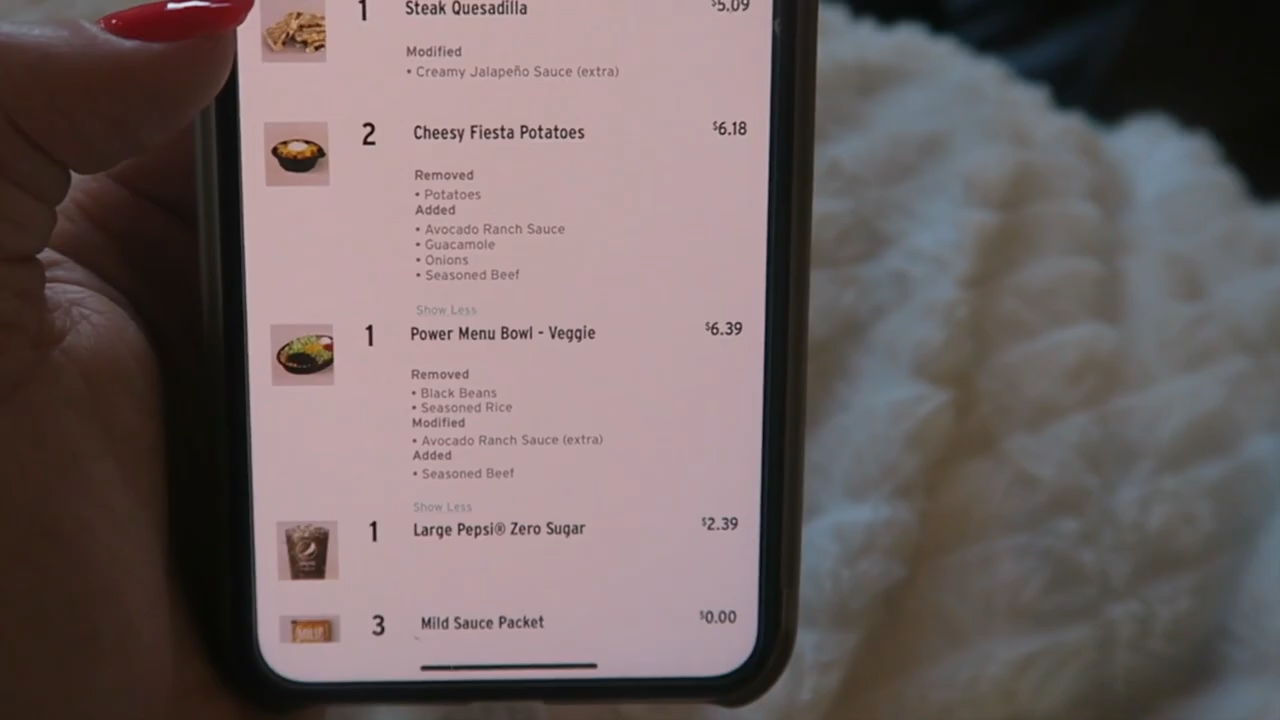 1 Steak Quesadilla $5.09
Modified
• Creamy Jalapeño Sauce (extra)
2 Cheesy Fiesta Potatoes $6.18
Removed
• Potatoes
Added
• Avocado Ranch Sauce
• Guacamole
• Onions
• Seasoned Beef
Show Less
1 Power Menu Bowl - Veggie $6.39
Removed
• Black Beans
• Seasoned Rice
Modified
• Avocado Ranch Sauce (extra)
Added
• Seasoned Beef
Show Less
1 Large Pepsi® Zero Sugar $2.39
3 Mild Sauce Packet $0.00